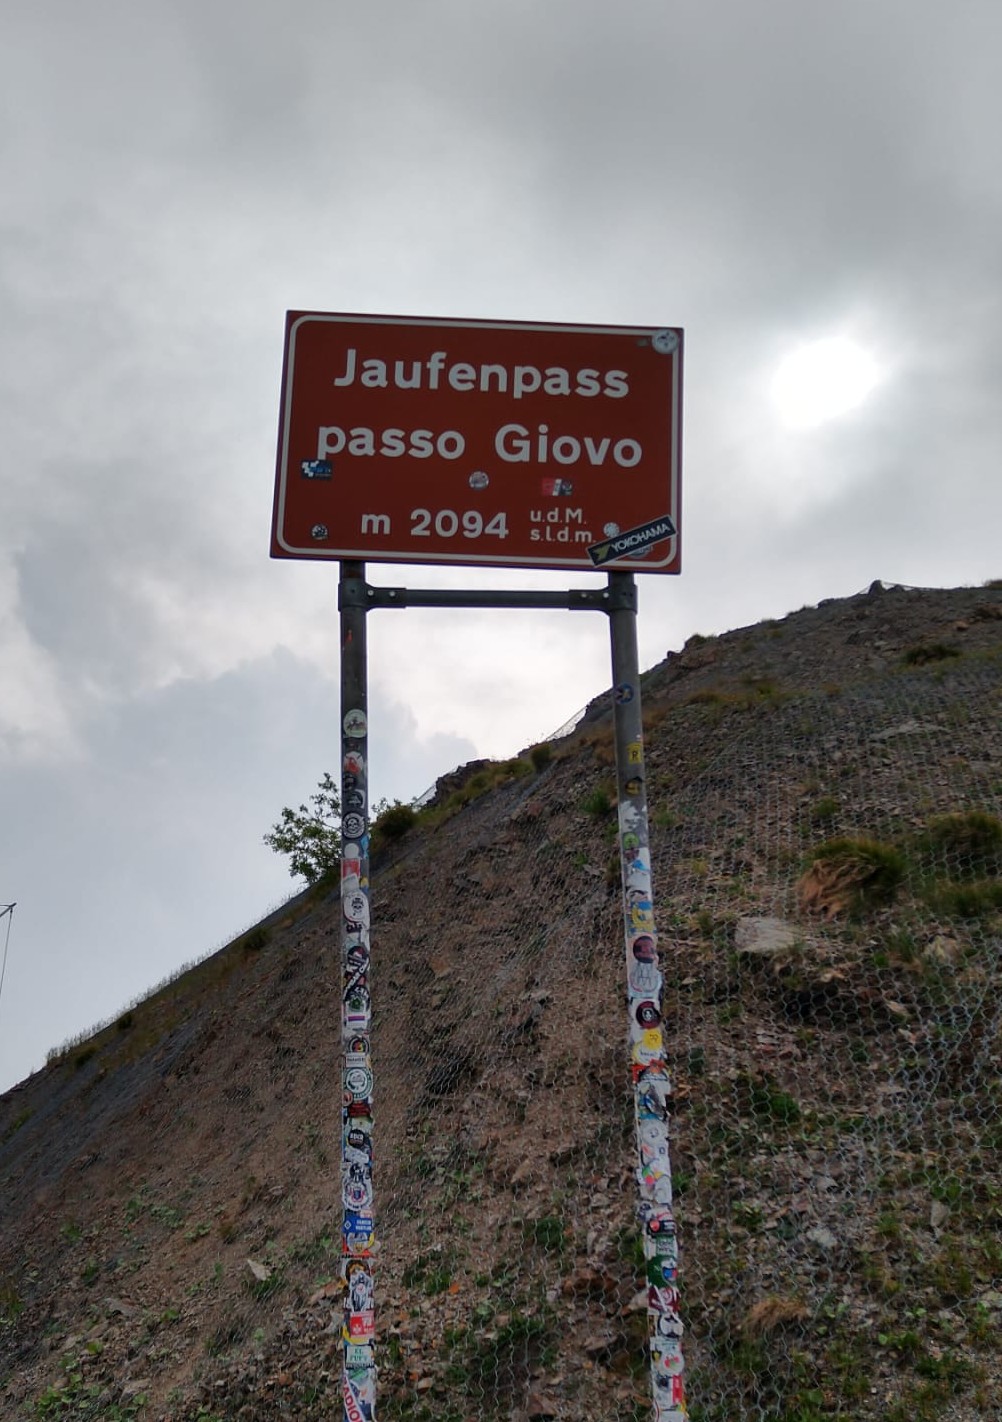 Jaufenpass
passo Giovo
m 2094 u.d.M.
s.l.d.m.
YOKOHAMA